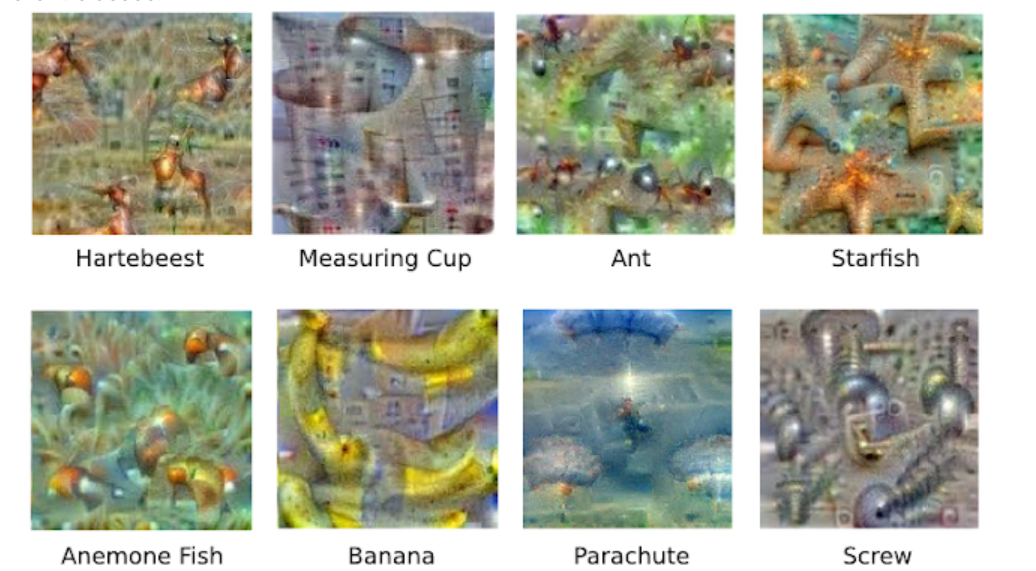 Hartebeest
Measuring Cup
Ant
Starfish
Anemone Fish
Banana
Parachute
Screw